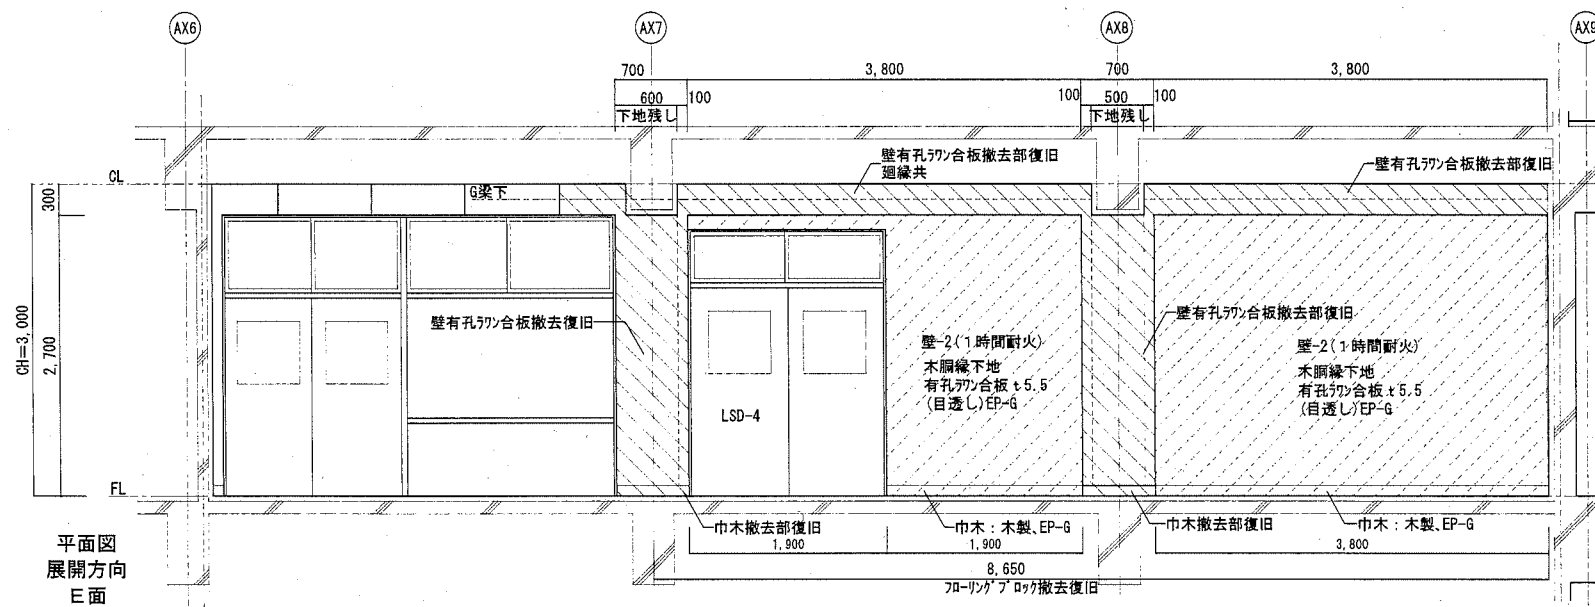 AX6
AX7
AX8
AX9
700
3,800
700
3,800
600
100
100
500
100
下地残し
下地残し
壁有孔ﾗﾜﾝ合板撤去部復旧
廻縁共
壁有孔ﾗﾜﾝ合板撤去部復旧
CL
G梁下
300
CH=3,000
2,700
壁有孔ﾗﾜﾝ合板撤去復旧
壁有孔ﾗﾜﾝ合板撤去部復旧
壁-2(1時間耐火)
木胴縁下地
有孔ﾗﾜﾝ合板 t5.5
(目透し)EP-G
壁-2(1時間耐火)
木胴縁下地
有孔ﾗﾜﾝ合板 t5.5
(目透し)EP-G
LSD-4
FL
巾木撤去部復旧
巾木：木製、EP-G
巾木撤去部復旧
巾木：木製、EP-G
1,900
1,900
3,800
8,650
ﾌﾛｰﾘﾝｸﾞﾌﾞﾛｯｸ撤去復旧
平面図
展開方向
E面